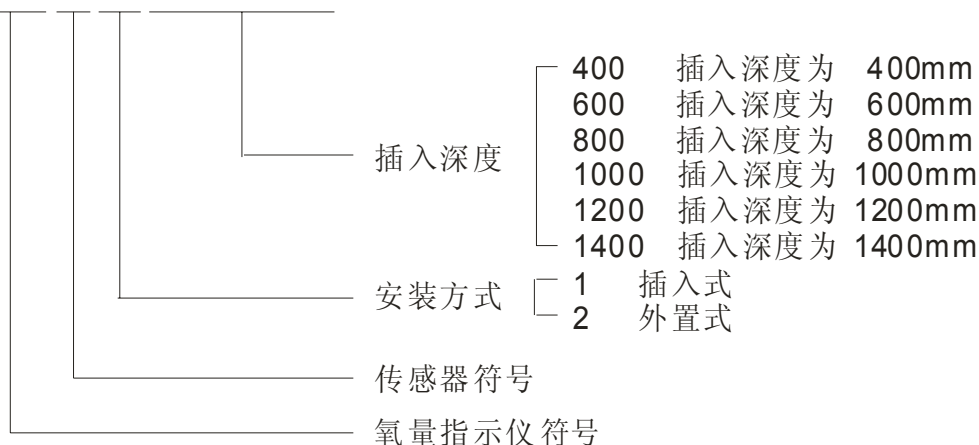 400 插入深度为 400mm
600 插入深度为 600mm
800 插入深度为 800mm
插入深度
1000 插入深度为 1000mm
1200 插入深度为 1200mm
1400 插入深度为 1400mm
安装方式
1 插入式
2 外置式
传感器符号
氧量指示仪符号